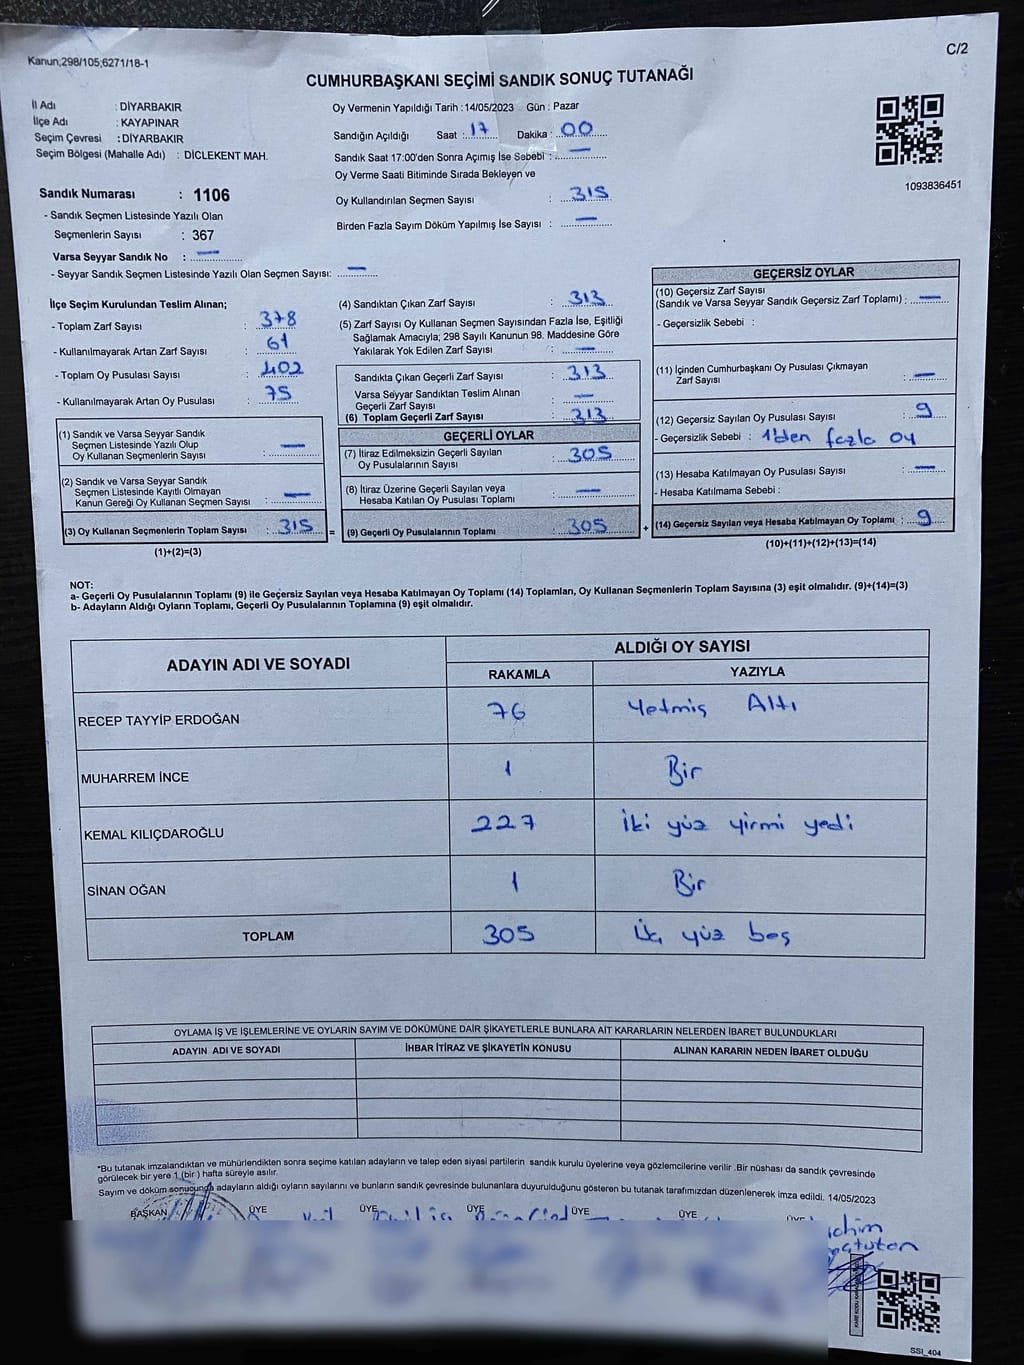 Kanun;298/105;6271/18-1
C/2
CUMHURBAŞKANI SEÇİMİ SANDIK SONUÇ TUTANAĞI
İl Adı : DİYARBAKIR
İlçe Adı : KAYAPINAR
Seçim Çevresi : DİYARBAKIR
Seçim Bölgesi (Mahalle Adı) : DİCLEKENT MAH.
Sandık Numarası : 1106
- Sandık Seçmen Listesinde Yazılı Olan
Seçmenlerin Sayısı : 367
Varsa Seyyar Sandık No : —
- Seyyar Sandık Seçmen Listesinde Yazılı Olan Seçmen Sayısı: —
Oy Vermenin Yapıldığı Tarih : 14/05/2023 Gün : Pazar
Sandığın Açıldığı Saat : 17 Dakika : 00
Sandık Saat 17:00'den Sonra Açımış İse Sebebi : —
Oy Verme Saati Bitiminde Sırada Bekleyen ve
Oy Kullandırılan Seçmen Sayısı : 315
Birden Fazla Sayım Döküm Yapılmış İse Sayısı : —
1093836451
İlçe Seçim Kurulundan Teslim Alınan;
- Toplam Zarf Sayısı : 378
- Kullanılmayarak Artan Zarf Sayısı : 61
- Toplam Oy Pusulası Sayısı : 402
- Kullanılmayarak Artan Oy Pusulası : 75
(1) Sandık ve Varsa Seyyar Sandık
Seçmen Listesinde Yazılı Olup
Oy Kullanan Seçmenlerin Sayısı : —
(2) Sandık ve Varsa Seyyar Sandık
Seçmen Listesinde Kayıtlı Olmayan
Kanun Gereği Oy Kullanan Seçmen Sayısı : —
(3) Oy Kullanan Seçmenlerin Toplam Sayısı : 315 =
(1)+(2)=(3)
(4) Sandıktan Çıkan Zarf Sayısı : 313
(5) Zarf Sayısı Oy Kullanan Seçmen Sayısından Fazla İse, Eşitliği
Sağlamak Amacıyla; 298 Sayılı Kanunun 98. Maddesine Göre
Yakılarak Yok Edilen Zarf Sayısı : —
Sandıkta Çıkan Geçerli Zarf Sayısı : 313
Varsa Seyyar Sandıktan Teslim Alınan
Geçerli Zarf Sayısı : —
(6) Toplam Geçerli Zarf Sayısı : 313
GEÇERLİ OYLAR
(7) İtiraz Edilmeksizin Geçerli Sayılan
Oy Pusulalarının Sayısı : 305
(8) İtiraz Üzerine Geçerli Sayılan veya
Hesaba Katılan Oy Pusulası Toplamı : —
(9) Geçerli Oy Pusulalarının Toplamı : 305 +
GEÇERSİZ OYLAR
(10) Geçersiz Zarf Sayısı
(Sandık ve Varsa Seyyar Sandık Geçersiz Zarf Toplamı) : —
- Geçersizlik Sebebi :
(11) İçinden Cumhurbaşkanı Oy Pusulası Çıkmayan
Zarf Sayısı : —
(12) Geçersiz Sayılan Oy Pusulası Sayısı : 9
- Geçersizlik Sebebi : 1'den fazla oy
(13) Hesaba Katılmayan Oy Pusulası Sayısı : —
- Hesaba Katılmama Sebebi :
(14) Geçersiz Sayılan veya Hesaba Katılmayan Oy Toplamı : 9
(10)+(11)+(12)+(13)=(14)
NOT:
a- Geçerli Oy Pusulalarının Toplamı (9) ile Geçersiz Sayılan veya Hesaba Katılmayan Oy Toplamı (14) Toplamları, Oy Kullanan Seçmenlerin Toplam Sayısına (3) eşit olmalıdır. (9)+(14)=(3)
b- Adayların Aldığı Oyların Toplamı, Geçerli Oy Pusulalarının Toplamına (9) eşit olmalıdır.
ADAYIN ADI VE SOYADI ALDIĞI OY SAYISI
RAKAMLA YAZIYLA
RECEP TAYYİP ERDOĞAN 76 Yetmiş Altı
MUHARREM İNCE 1 Bir
KEMAL KILIÇDAROĞLU 227 iki yüz yirmi yedi
SİNAN OĞAN 1 Bir
TOPLAM 305 Üç yüz beş
OYLAMA İŞ VE İŞLEMLERİNE VE OYLARIN SAYIM VE DÖKÜMÜNE DAİR ŞİKAYETLERLE BUNLARA AİT KARARLARIN NELERDEN İBARET BULUNDUKLARI
ADAYIN ADI VE SOYADI İHBAR İTİRAZ VE ŞİKAYETİN KONUSU ALINAN KARARIN NEDEN İBARET OLDUĞU
*Bu tutanak imzalandıktan ve mühürlendikten sonra seçime katılan adayların ve talep eden siyasi partilerin sandık kurulu üyelerine veya gözlemcilerine verilir .Bir nüshası da sandık çevresinde
görülecek bir yere 1 (bir ) hafta süreyle asılır.
Sayım ve döküm sonucunda adayların aldığı oyların sayılarını ve bunların sandık çevresinde bulunanlara duyurulduğunu gösteren bu tutanak tarafımızdan düzenlenerek imza edildi. 14/05/2023
BAŞKAN ÜYE ÜYE ÜYE ÜYE ÜYE ÜYE
SSI_404